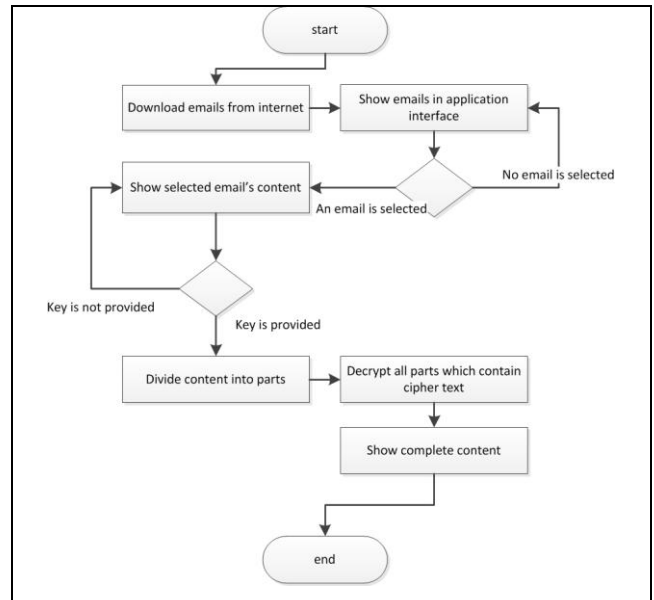 start
Download emails from internet
Show emails in application
interface
No email is selected
Show selected email's content
An email is selected
Key is not provided
Key is provided
Divide content into parts
Decrypt all parts which contain
cipher text
Show complete content
end